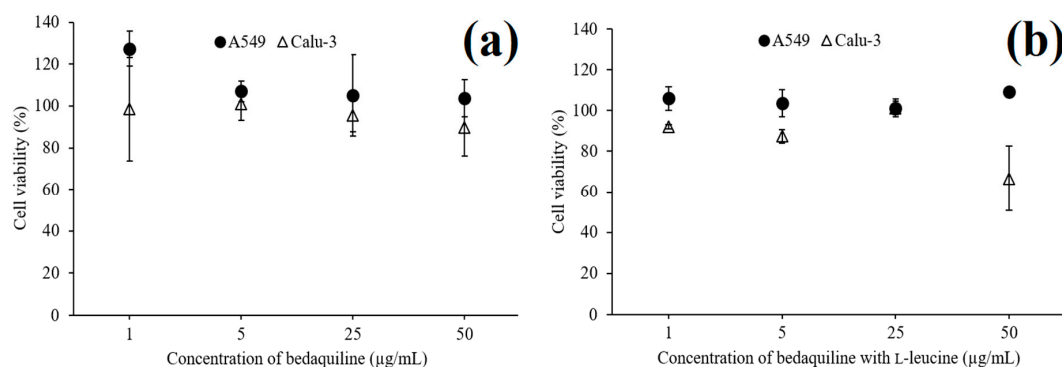 (a)
A549 Calu-3
140
120
100
80
60
40
20
0
Cell viability (%)
1 5 25 50
Concentration of bedaquiline (µg/mL)
(b)
A549 Calu-3
140
120
100
80
60
40
20
0
Cell viability (%)
1 5 25 50
Concentration of bedaquiline with L-leucine (µg/mL)